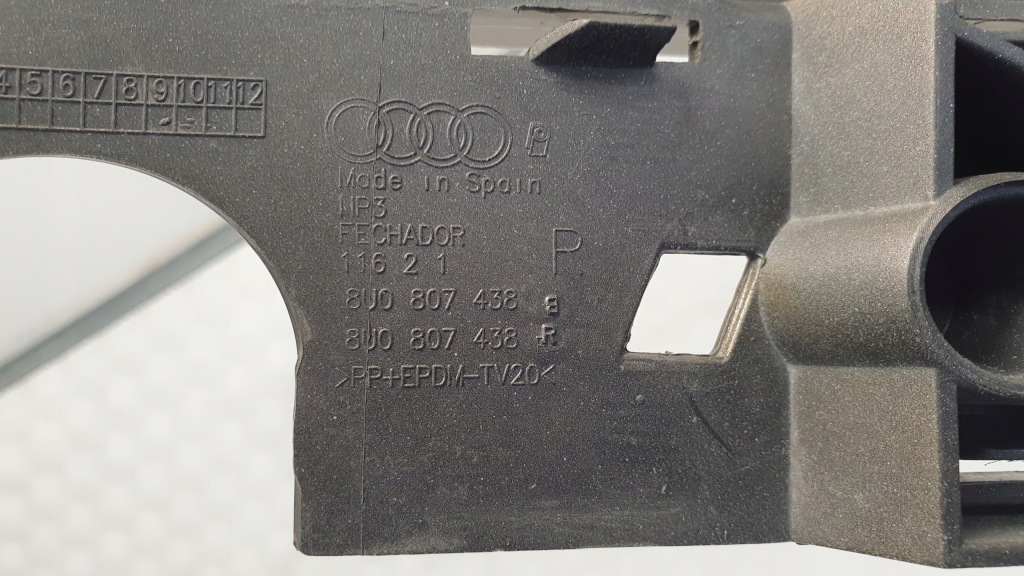 4 5 6 7 8 9 10 11 12
Made in Spain
NP3
FECHADOR
116 2 1
P
8U0 807 438 B
8U0 807 438 R
>PP+EPDM-TV20<